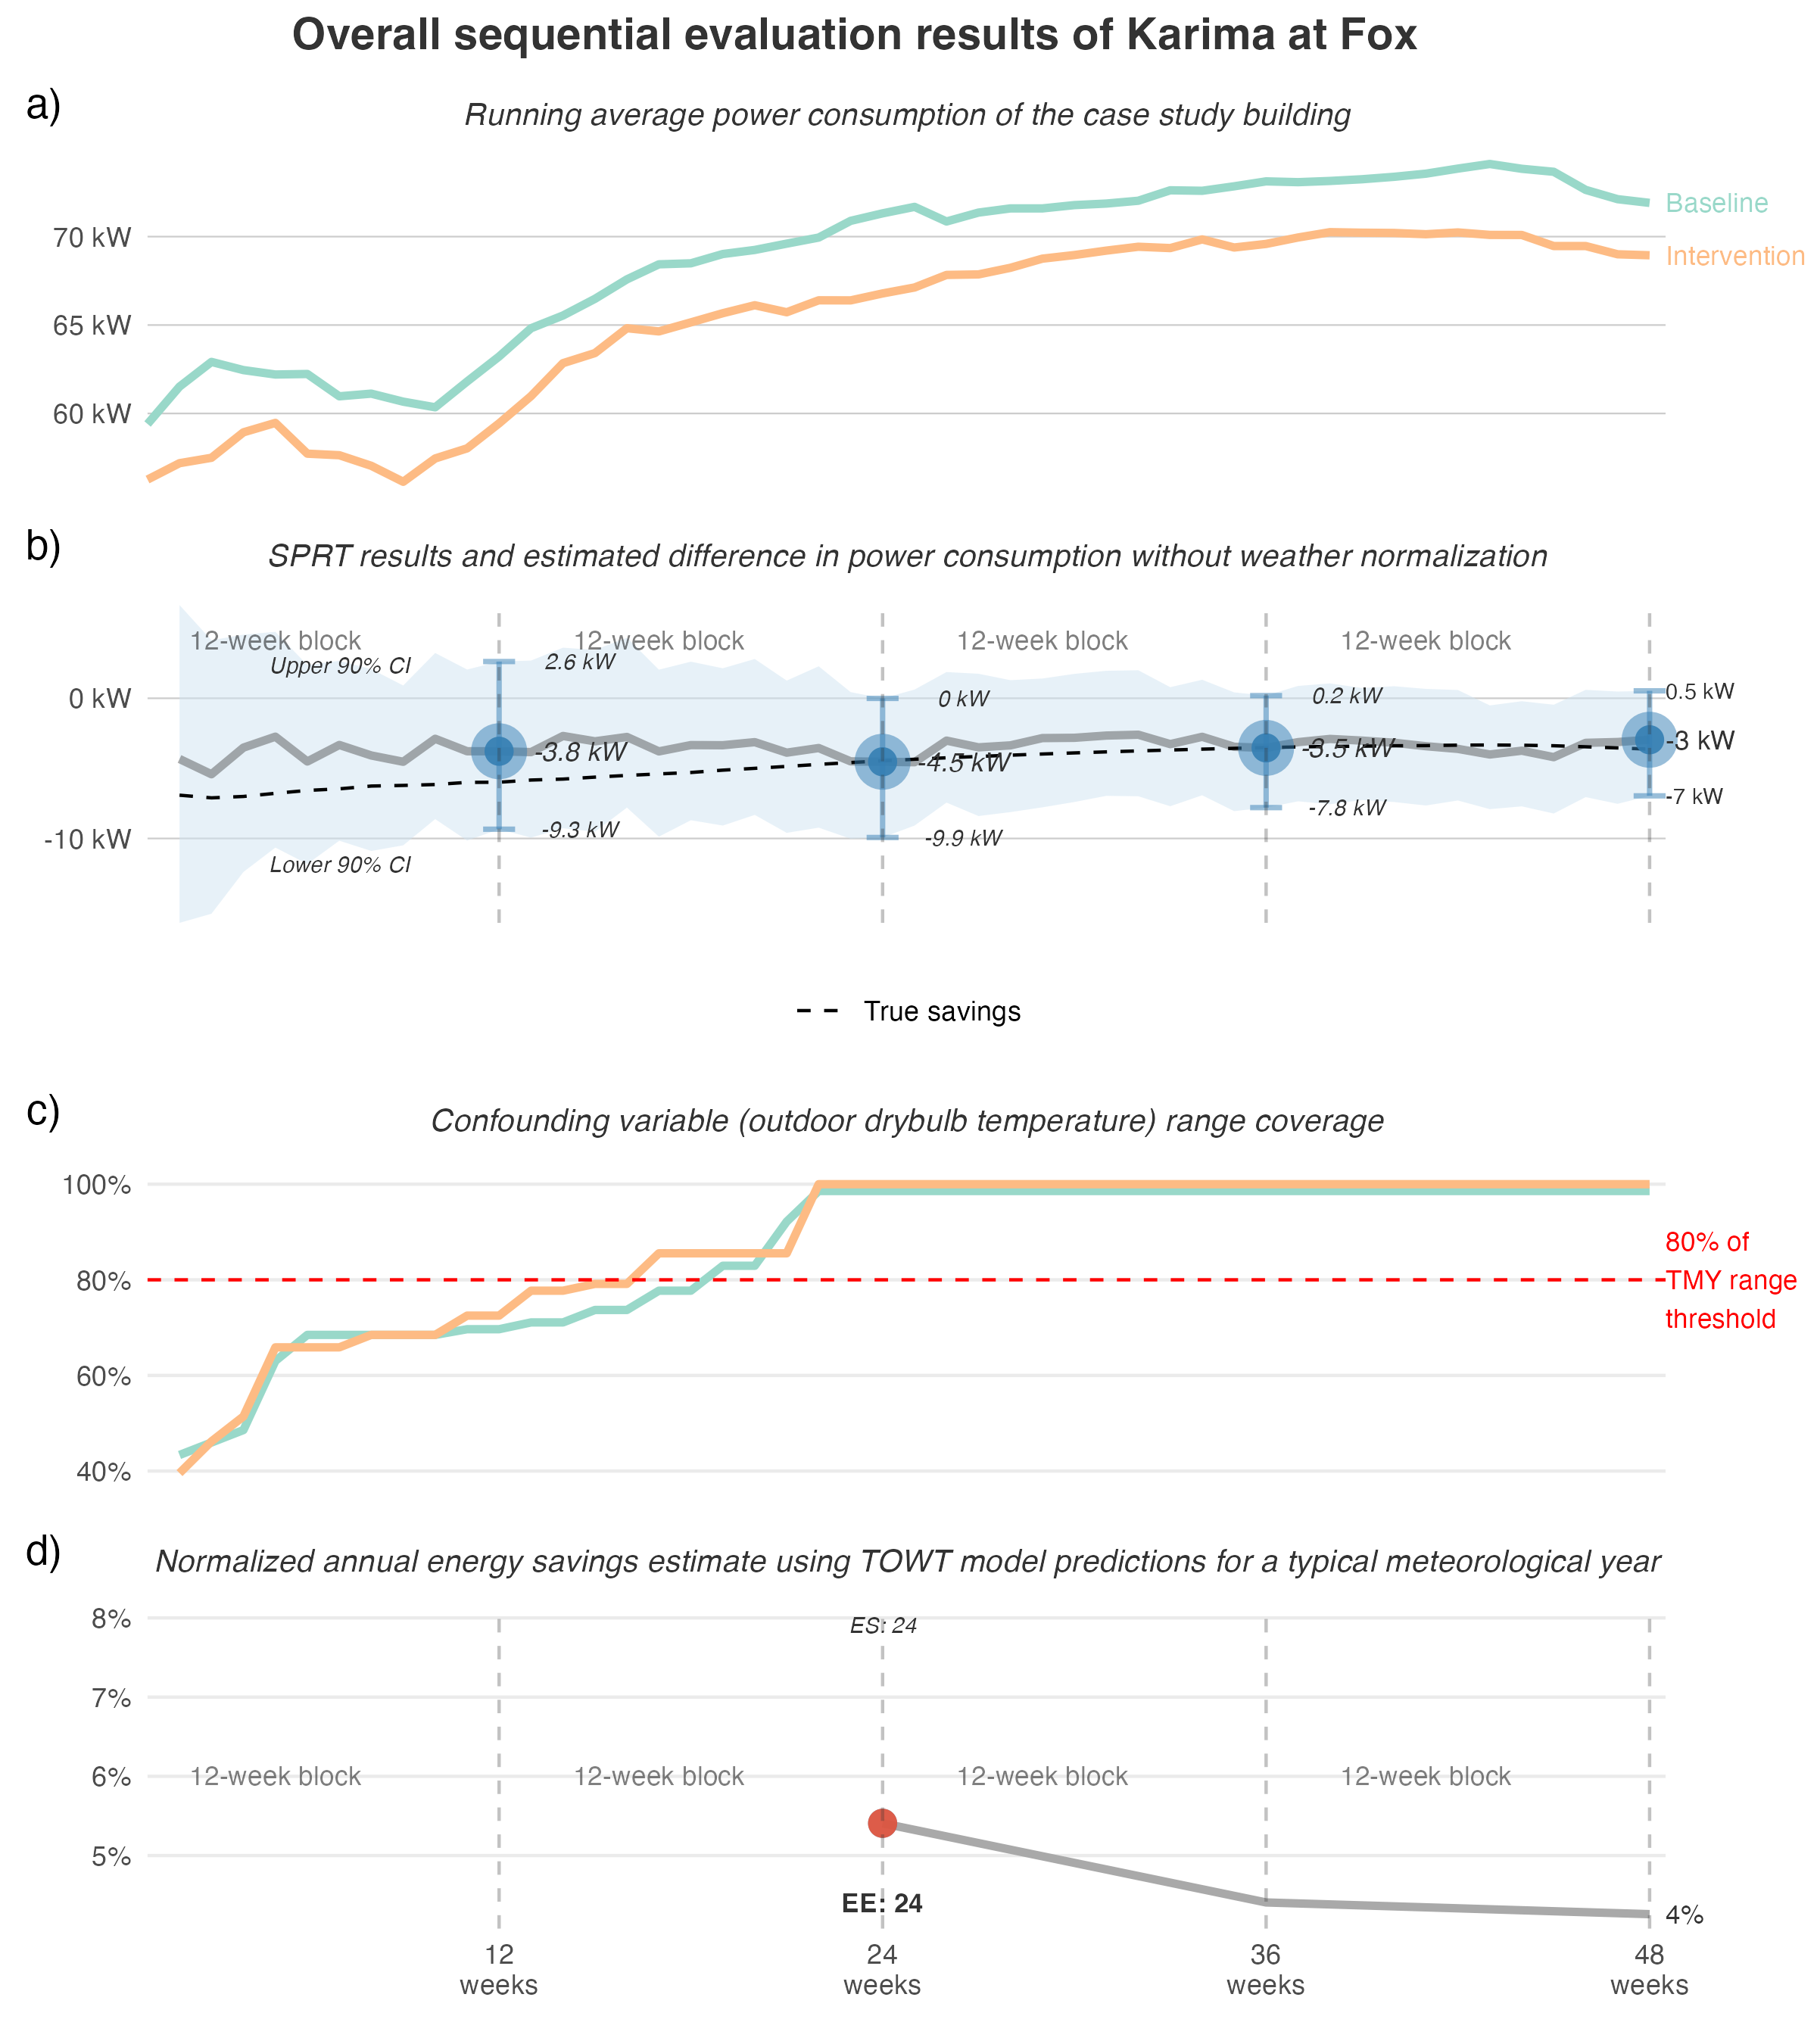 Overall sequential evaluation results of Karima at Fox
a)
Running average power consumption of the case study building
70 kW
65 kW
60 kW
Baseline
Intervention
b)
SPRT results and estimated difference in power consumption without weather normalization
12-week block
12-week block
12-week block
12-week block
Upper 90% CI
2.6 kW
0 kW
0.2 kW
0.5 kW
0 kW
-3.8 kW
-4.5 kW
-3.5 kW
-3 kW
-10 kW
-9.3 kW
-9.9 kW
-7.8 kW
-7 kW
Lower 90% CI
True savings
c)
Confounding variable (outdoor drybulb temperature) range coverage
100%
80%
60%
40%
80% of
TMY range
threshold
d)
Normalized annual energy savings estimate using TOWT model predictions for a typical meteorological year
8%
7%
6%
5%
ES: 24
12-week block
12-week block
12-week block
12-week block
EE: 24
4%
12
weeks
24
weeks
36
weeks
48
weeks